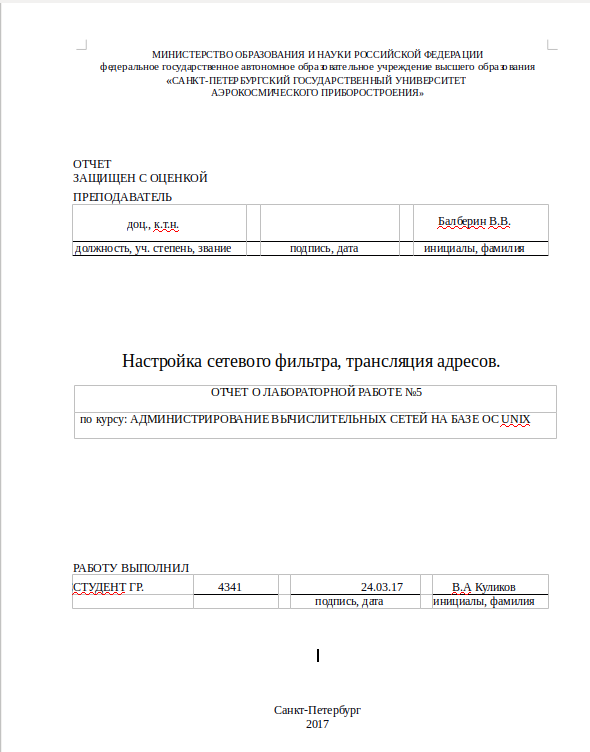 МИНИСТЕРСТВО ОБРАЗОВАНИЯ И НАУКИ РОССИЙСКОЙ ФЕДЕРАЦИИ
федеральное государственное автономное образовательное учреждение высшего образования
«САНКТ-ПЕТЕРБУРГСКИЙ ГОСУДАРСТВЕННЫЙ УНИВЕРСИТЕТ
АЭРОКОСМИЧЕСКОГО ПРИБОРОСТРОЕНИЯ»
ОТЧЕТ
ЗАЩИЩЕН С ОЦЕНКОЙ
ПРЕПОДАВАТЕЛЬ
доц., к.т.н. Балберин В.В.
должность, уч. степень, звание подпись, дата инициалы, фамилия
Настройка сетевого фильтра, трансляция адресов.
ОТЧЕТ О ЛАБОРАТОРНОЙ РАБОТЕ №5
по курсу: АДМИНИСТРИРОВАНИЕ ВЫЧИСЛИТЕЛЬНЫХ СЕТЕЙ НА БАЗЕ ОС UNIX
РАБОТУ ВЫПОЛНИЛ
СТУДЕНТ ГР. 4341 24.03.17 В.А Куликов
подпись, дата инициалы, фамилия
Санкт-Петербург
2017